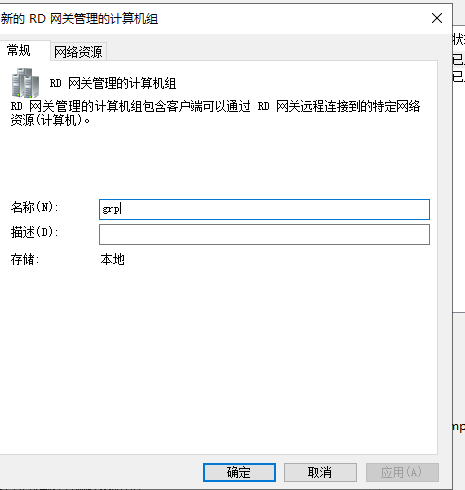 新的 RD 网关管理的计算机组
常规
网络资源
RD 网关管理的计算机组
RD 网关管理的计算机组包含客户端可以通过 RD 网关远程连接到的特定网络
资源(计算机)。
名称(N):
grp
描述(D):
存储:
本地
确定
取消
应用(A)
状
已
已
mp